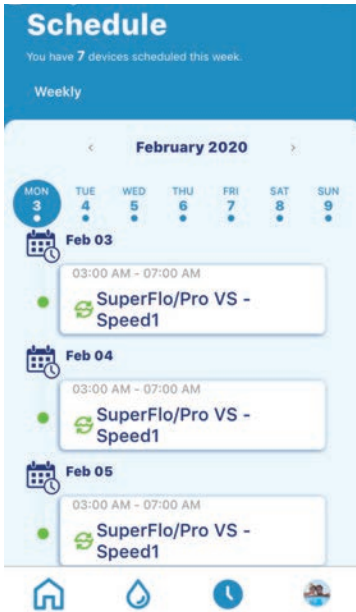 Schedule
You have 7 devices scheduled this week.
Weekly
< February 2020 >
MON TUE WED THU FRI SAT SUN
3 4 5 6 7 8 9
Feb 03
03:00 AM - 07:00 AM
SuperFlo/Pro VS -
Speed1
Feb 04
03:00 AM - 07:00 AM
SuperFlo/Pro VS -
Speed1
Feb 05
03:00 AM - 07:00 AM
SuperFlo/Pro VS -
Speed1